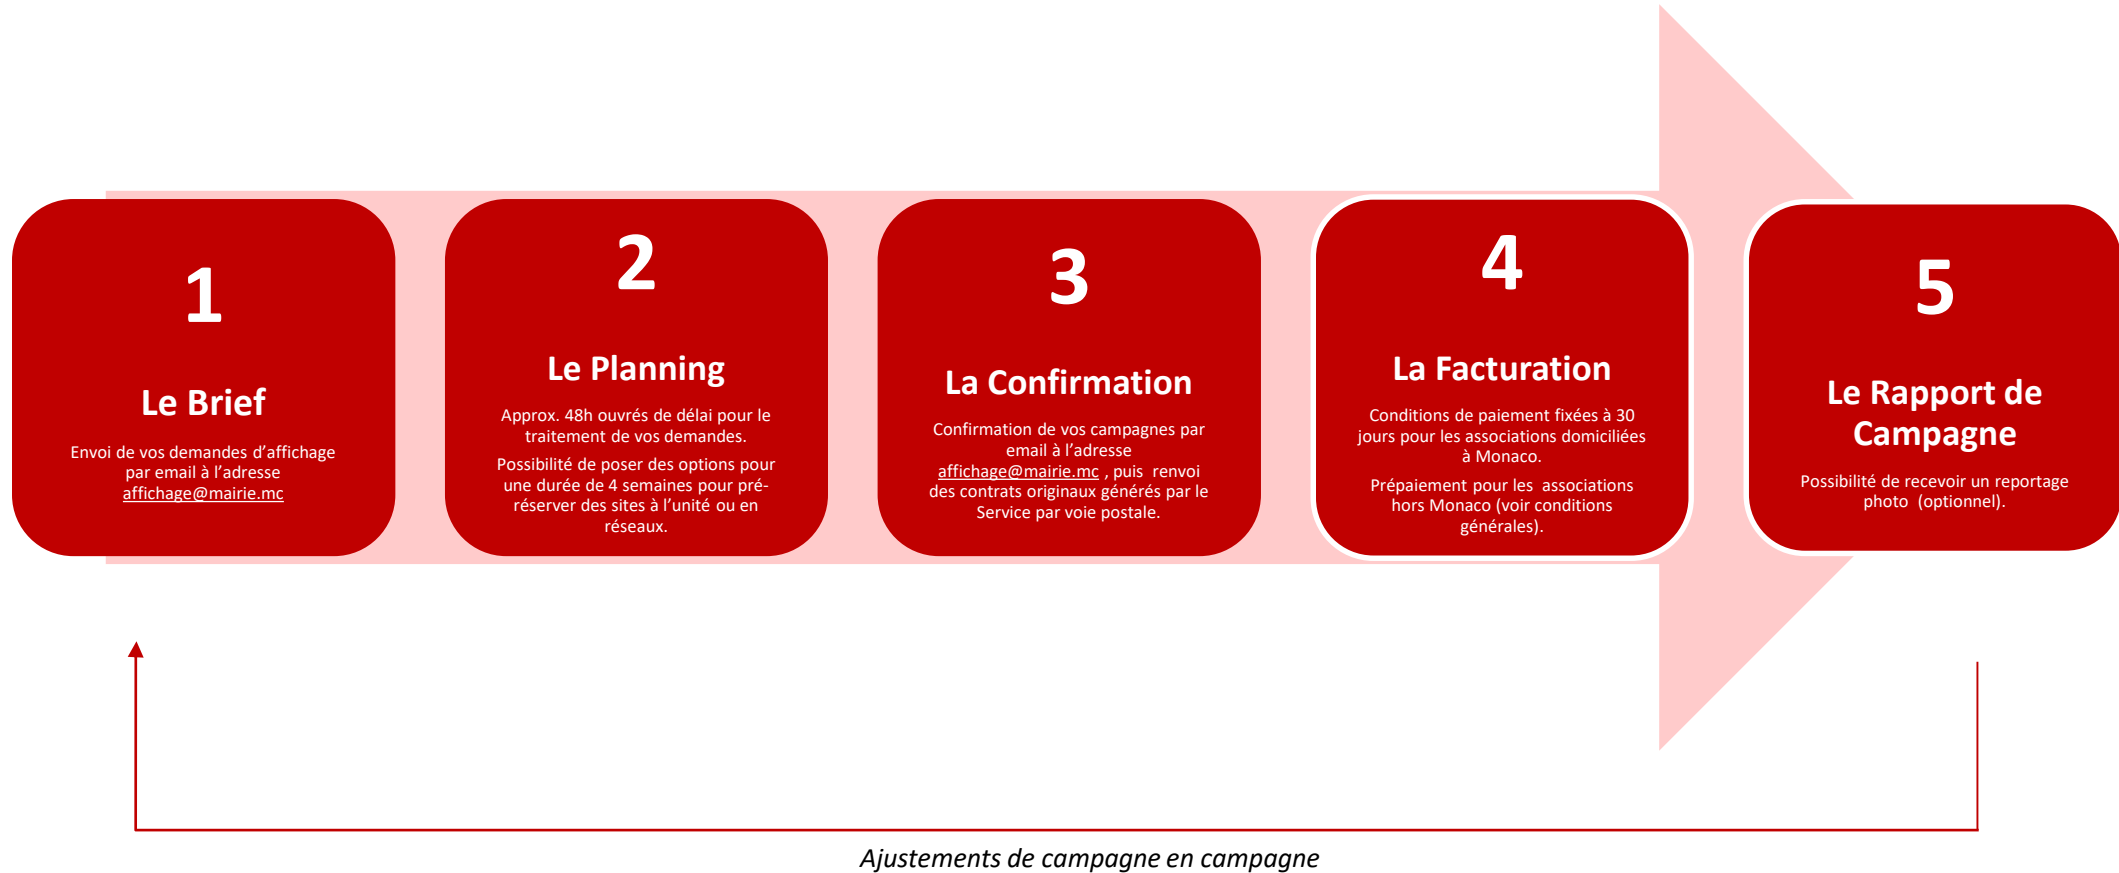 1
Le Brief
Envoi de vos demandes d’affichage
par email à l’adresse
affichage@mairie.mc
2
Le Planning
Approx. 48h ouvrés de délai pour le
traitement de vos demandes.
Possibilité de poser des options pour
une durée de 4 semaines pour pré-
réserver des sites à l’unité ou en
réseaux.
3
La Confirmation
Confirmation de vos campagnes par
email à l’adresse
affichage@mairie.mc , puis renvoi
des contrats originaux générés par le
Service par voie postale.
4
La Facturation
Conditions de paiement fixées à 30
jours pour les associations domiciliées
à Monaco.
Prépaiement pour les associations
hors Monaco (voir conditions
générales).
5
Le Rapport de
Campagne
Possibilité de recevoir un reportage
photo (optionnel).
Ajustements de campagne en campagne